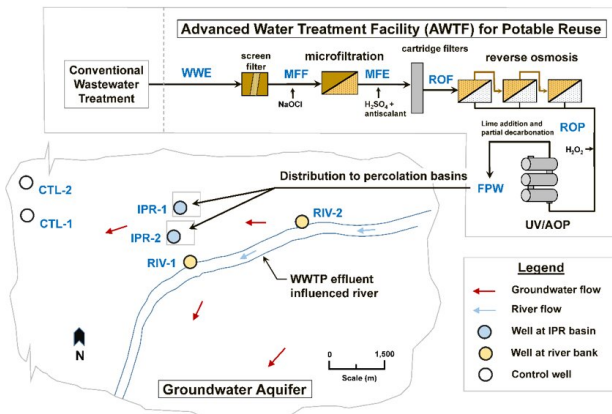 Advanced Water Treatment Facility (AWTF) for Potable Reuse
Conventional
Wastewater
Treatment
WWE
screen
filter
MFF
NaOCl
microfiltration
MFE
H₂SO₄ +
antiscalant
cartridge filters
ROF
reverse osmosis
ROP
H₂O₂
Lime addition and
partial decarbonation
FPW
UV/AOP
Distribution to percolation basins
CTL-2
CTL-1
IPR-1
IPR-2
RIV-2
RIV-1
WWTP effluent
influenced river
N
Groundwater Aquifer
0 1,500
Scale (m)
Legend
Groundwater flow
River flow
Well at IPR basin
Well at river bank
Control well